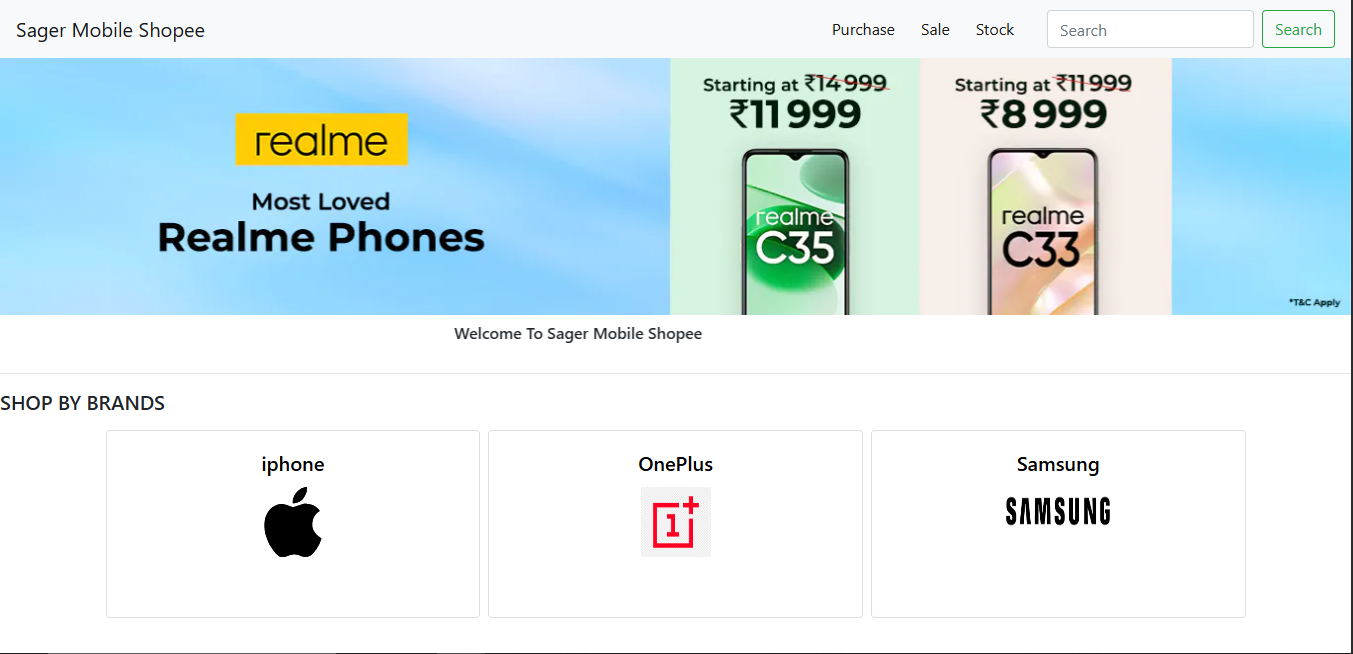 Sager Mobile Shopee
Purchase Sale Stock Search Search
realme
Most Loved
Realme Phones
Starting at ₹14 999
₹11 999
realme
C35
Starting at ₹11 999
₹8 999
realme
C33
*T&C Apply
Welcome To Sager Mobile Shopee
SHOP BY BRANDS
iphone
OnePlus
1+
Samsung
SAMSUNG